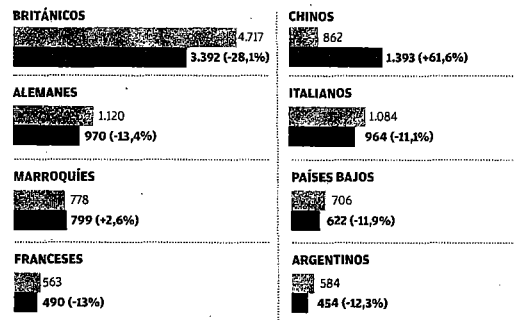 BRITÁNICOS
4.717
3.392 (-28,1%)
ALEMANES
1.120
970 (-13,4%)
MARROQUÍES
778
799 (+2,6%)
FRANCESES
563
490 (-13%)
CHINOS
862
1.393 (+61,6%)
ITALIANOS
1.084
964 (-11,1%)
PAÍSES BAJOS
706
622 (-11,9%)
ARGENTINOS
584
454 (-12,3%)